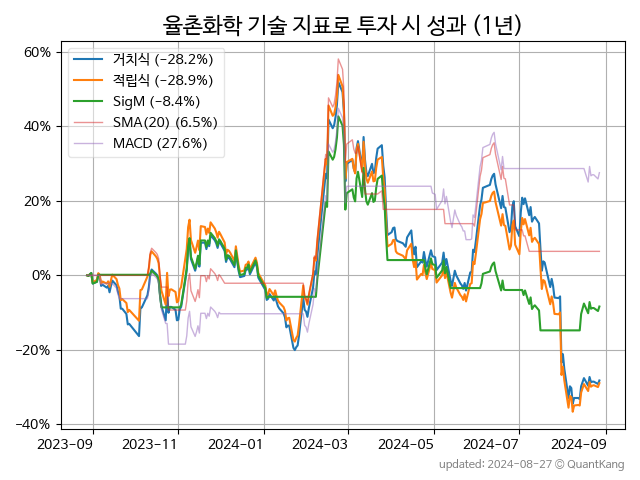 율촌화학 기술 지표로 투자 시 성과 (1년)
60%
40%
20%
0%
−20%
−40%
거치식 (−28.2%)
적립식 (−28.9%)
SigM (−8.4%)
SMA(20) (6.5%)
MACD (27.6%)
2023-09 2023-11 2024-01 2024-03 2024-05 2024-07 2024-09
updated: 2024-08-27 © QuantKang